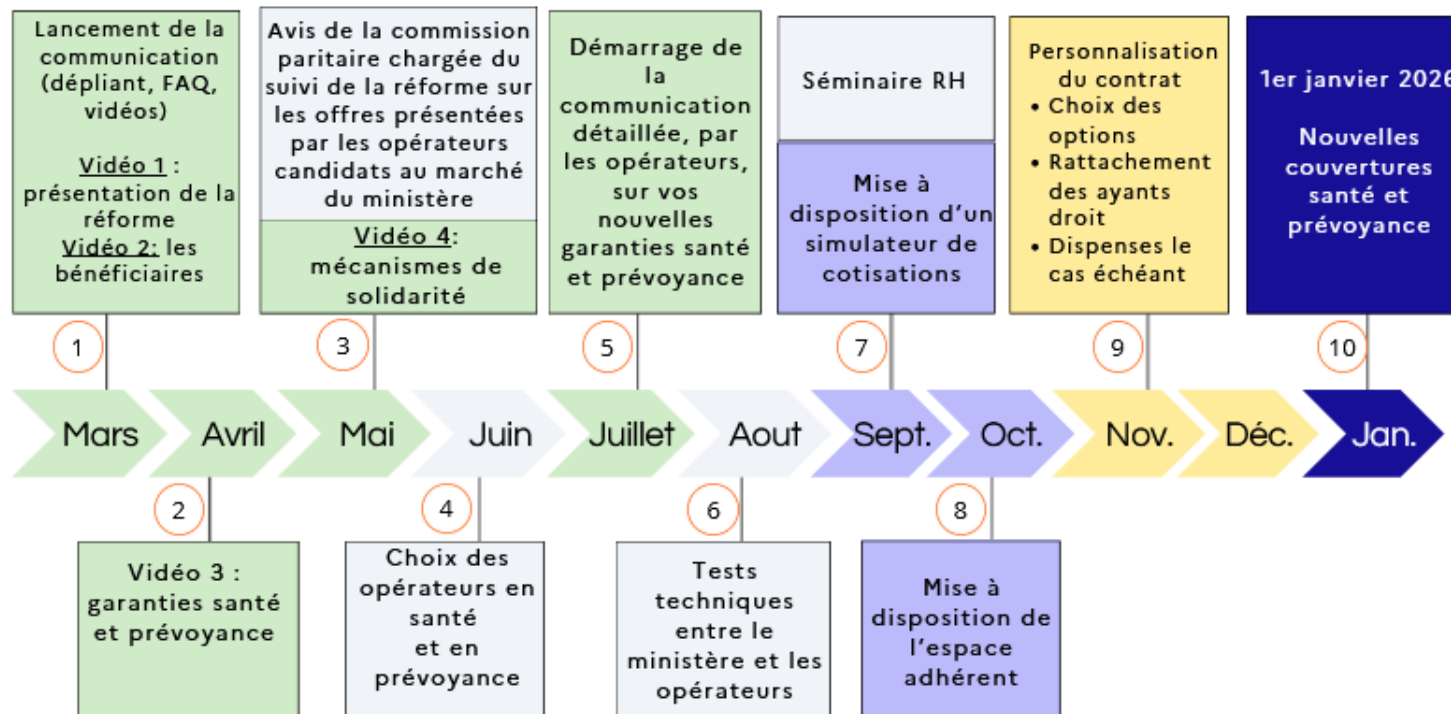 Lancement de la
communication
(dépliant, FAQ,
vidéos)
Vidéo 1 :
présentation de la
réforme
Vidéo 2: les
bénéficiaires
Avis de la commission
paritaire chargée du
suivi de la réforme sur
les offres présentées
par les opérateurs
candidats au marché
du ministère
Vidéo 4:
mécanismes de
solidarité
Démarrage de
la
communication
détaillée, par
les opérateurs,
sur vos
nouvelles
garanties santé
et prévoyance
Séminaire RH
Mise à
disposition d'un
simulateur de
cotisations
Personnalisation
du contrat
• Choix des
options
• Rattachement
des ayants
droit
• Dispenses le
cas échéant
1er janvier 2026
Nouvelles
couvertures
santé et
prévoyance
1
3
5
7
9
10
Mars
Avril
Mai
Juin
Juillet
Aout
Sept.
Oct.
Nov.
Déc.
Jan.
2
4
6
8
Vidéo 3 :
garanties santé
et prévoyance
Choix des
opérateurs en
santé
et en
prévoyance
Tests
techniques
entre le
ministère et les
opérateurs
Mise à
disposition de
l'espace
adhérent